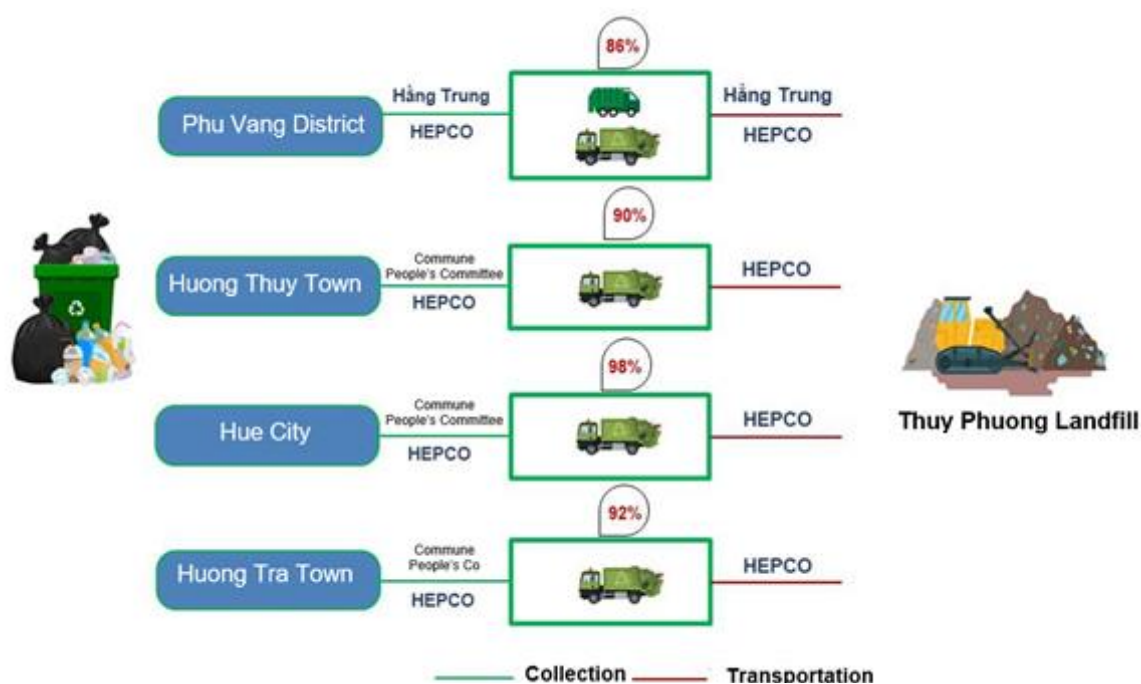 86%
Hằng Trung
Hằng Trung
Phu Vang District
HEPCO
HEPCO
90%
Commune
People's Committee
Huong Thuy Town
HEPCO
HEPCO
98%
Commune
People's Committee
Hue City
HEPCO
HEPCO
Thuy Phuong Landfill
92%
Commune
People's Co
Huong Tra Town
HEPCO
HEPCO
Collection
Transportation